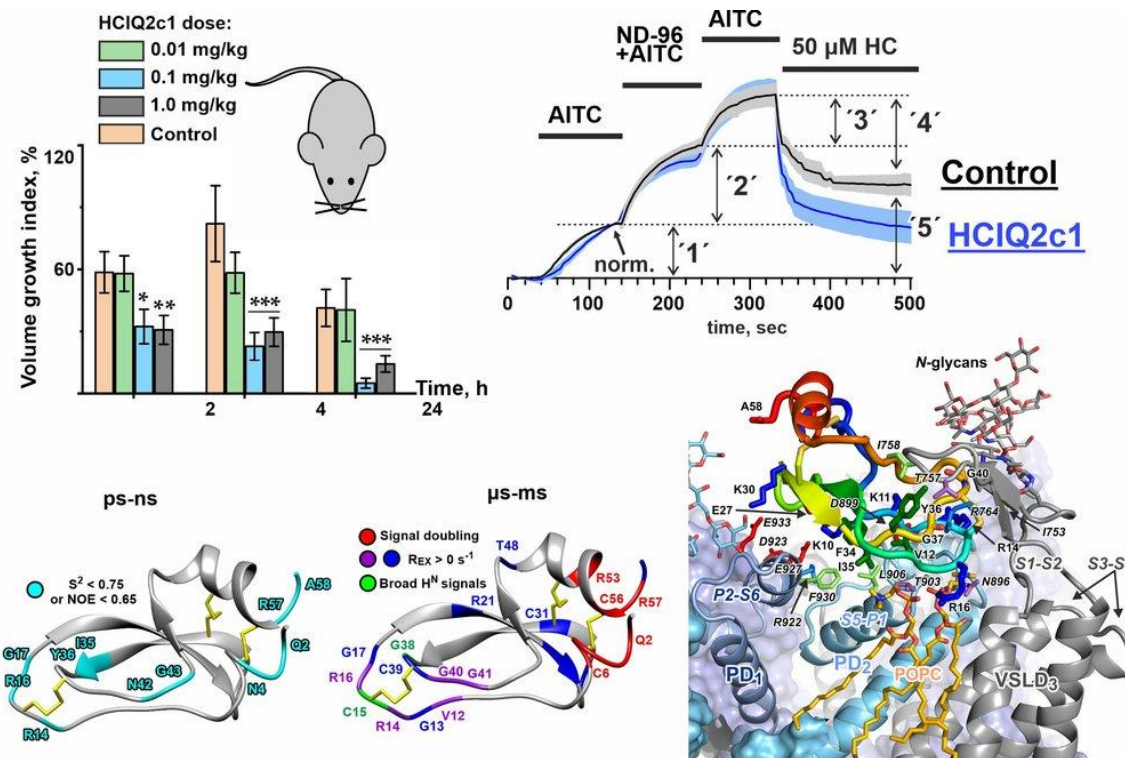 HCIQ2c1 dose:
0.01 mg/kg
0.1 mg/kg
1.0 mg/kg
Control
Volume growth index, %
120
60
* **
***
***
2 4 24
Time, h
AITC
ND-96
+AITC
AITC
50 µM HC
´1´
´2´
´3´
´4´
´5´
norm.
Control
HCIQ2c1
0 100 200 300 400 500
time, sec
ps-ns
S² < 0.75
or NOE < 0.65
A58
R57
Q2
N4
I35
Y36
G17
R16
G43
N42
R14
µs-ms
Signal doubling
REX > 0 s⁻¹
Broad Hᴺ signals
T48
R53
C56
R57
R21
C31
Q2
G17
G38
C39
G40
G41
C6
R16
C15
R14
V12
G13
N-glycans
A58
I758
T757
G40
K30
K11
Y36
R764
D899
E27
E933
G37
I753
D923
K10
F34
V12
R14
I35
S1-S2
S3-S
E927
L906
T903
N896
P2-S6
F930
R16
R922
S5-P1
PD1
PD2
POPC
VSLD3